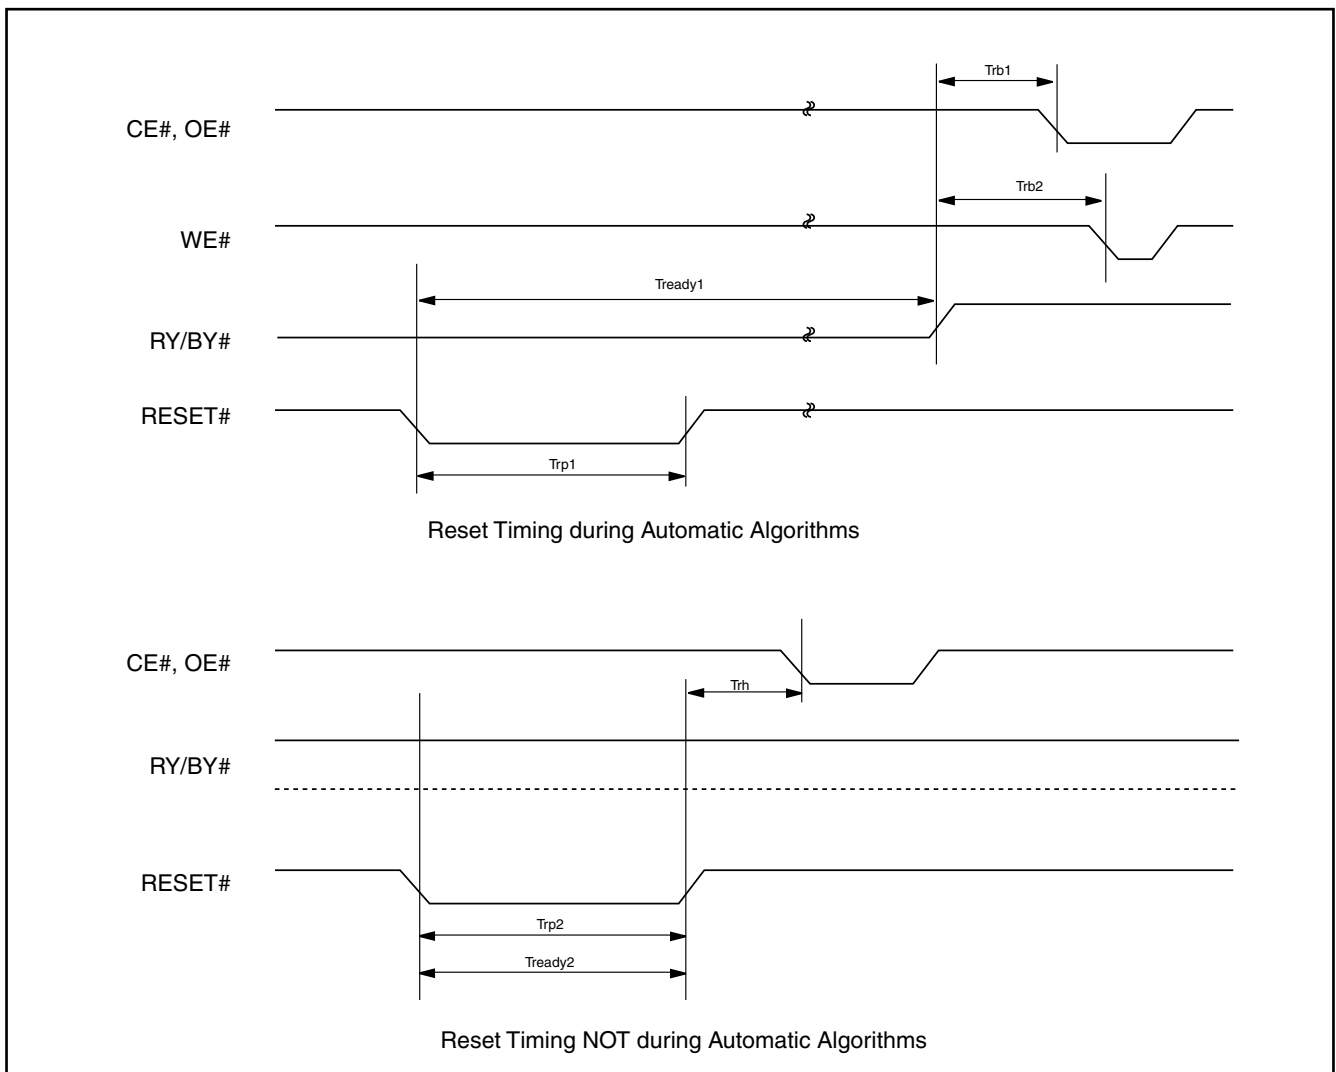 Trb1
CE#, OE#
Trb2
WE#
Tready1
RY/BY#
RESET#
Trp1
Reset Timing during Automatic Algorithms
CE#, OE#
Trh
RY/BY#
RESET#
Trp2
Tready2
Reset Timing NOT during Automatic Algorithms